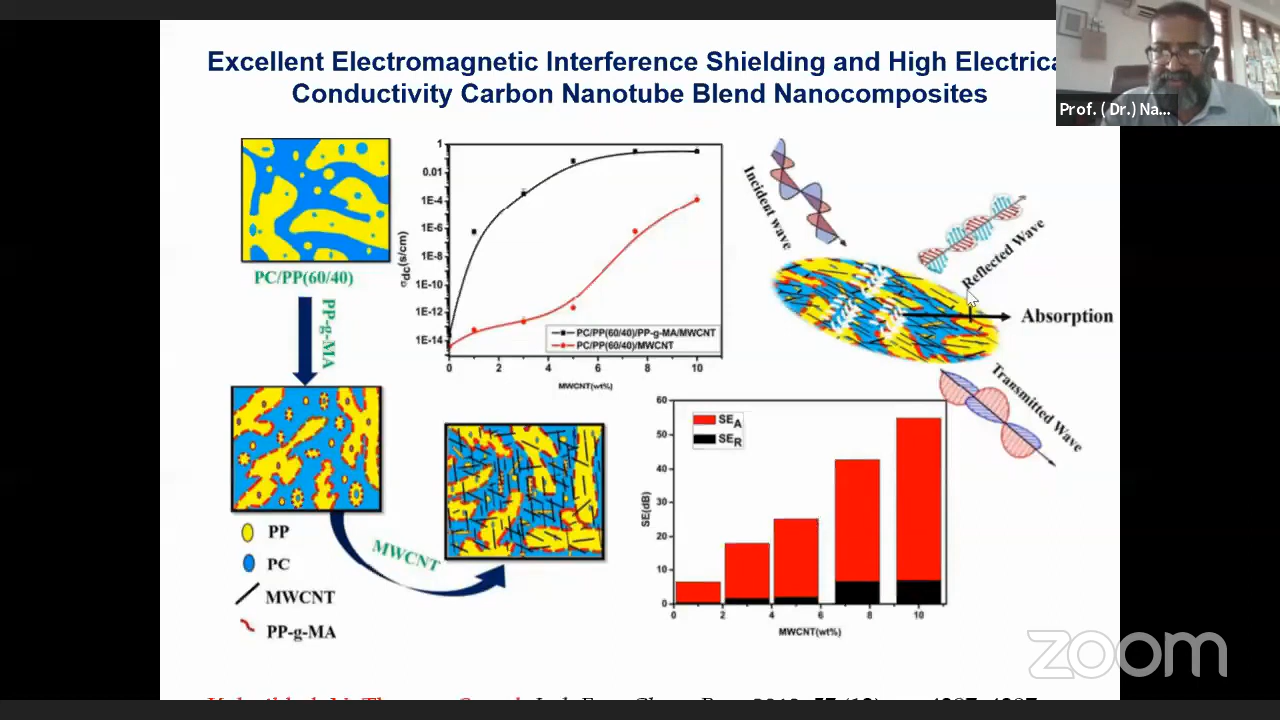 Excellent Electromagnetic Interference Shielding and High Electrica
Conductivity Carbon Nanotube Blend Nanocomposites
Prof. ( Dr.) Na...
PC/PP(60/40)
PP-g-MA
PP
PC
MWCNT
PP-g-MA
MWCNT
σdc(s/cm)
1
0.01
1E-4
1E-6
1E-8
1E-10
1E-12
1E-14
PC/PP(60/40)/PP-g-MA/MWCNT
PC/PP(60/40)/MWCNT
0 2 4 6 8 10
MWCNT(wt%)
Incident wave
Reflected Wave
Absorption
Transmitted Wave
SE(dB)
60
50
40
30
20
10
0
SEA
SER
0 2 4 6 8 10
MWCNT(wt%)
zoom